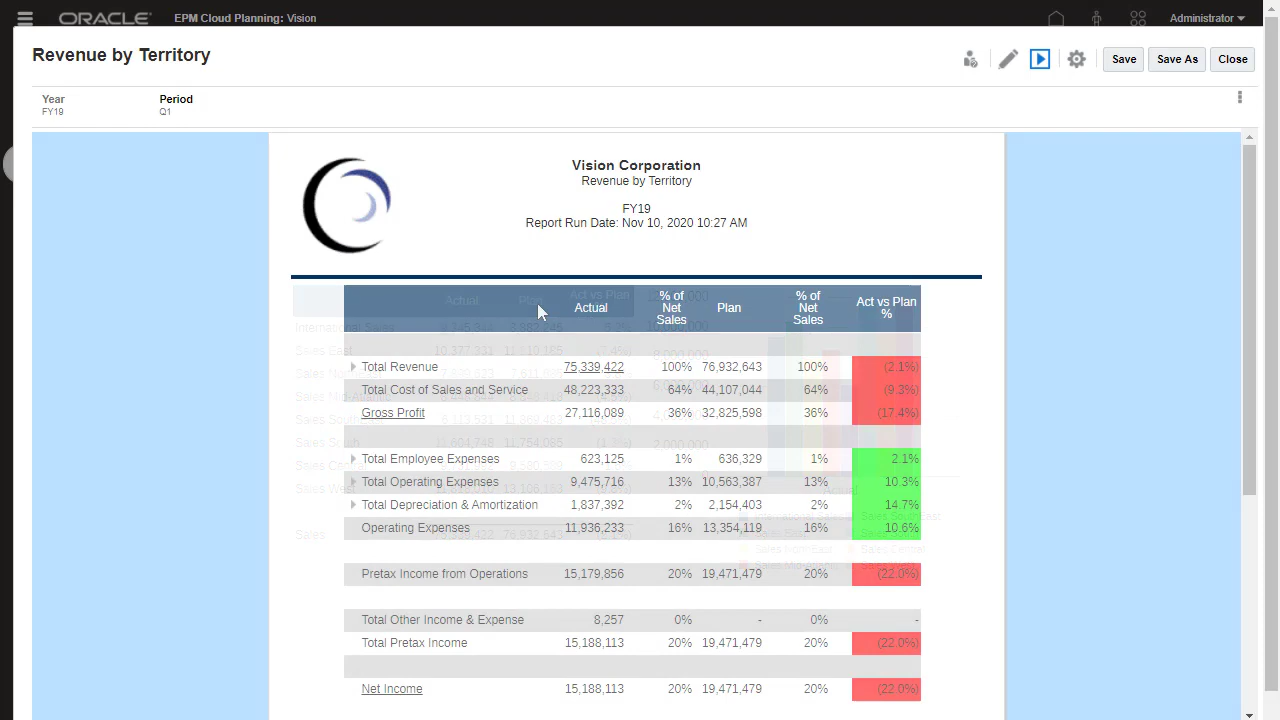 ORACLE EPM Cloud Planning: Vision Administrator
Revenue by Territory
Save Save As Close
Year Period
FY19 Q1
Vision Corporation
Revenue by Territory
FY19
Report Run Date: Nov 10, 2020 10:27 AM
Actual % of Net Sales Plan % of Net Sales Act vs Plan %
Total Revenue 75,339,422 100% 76,932,643 100% (2.1%)
Total Cost of Sales and Service 48,223,333 64% 44,107,044 64% (9.3%)
Gross Profit 27,116,089 36% 32,825,598 36% (17.4%)
Total Employee Expenses 623,125 1% 636,329 1% 2.1%
Total Operating Expenses 9,475,716 13% 10,563,387 13% 10.3%
Total Depreciation & Amortization 1,837,392 2% 2,154,403 2% 14.7%
Operating Expenses 11,936,233 16% 13,354,119 16% 10.6%
Pretax Income from Operations 15,179,856 20% 19,471,479 20% (22.0%)
Total Other Income & Expense 8,257 0% - 0% -
Total Pretax Income 15,188,113 20% 19,471,479 20% (22.0%)
Net Income 15,188,113 20% 19,471,479 20% (22.0%)